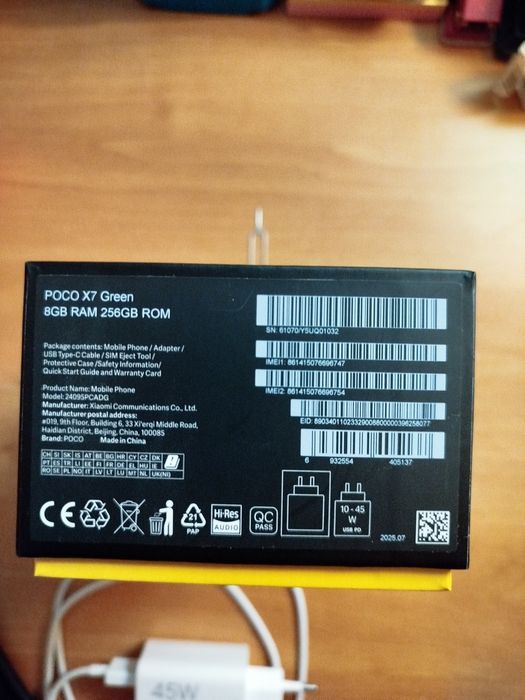 POCO X7 Green
8GB RAM 256GB ROM
Package contents: Mobile Phone / Adapter /
USB Type-C Cable / SIM Eject Tool /
Protective Case /Safety Information/
Quick Start Guide and Warranty Card
Product Name: Mobile Phone
Model: 24095PCADG
Manufacturer: Xiaomi Communications Co., Ltd.
Manufacturer postal address:
#019, 9th Floor, Building 6, 33 Xi'erqi Middle Road,
Haidian District, Beijing, China, 100085
Brand: POCO Made in China
CH SI SK IS AT BE BG HR CY CZ DK
PT ES TR LI EE FI FR DE EL HU IE
RO SE PL NO IT LV LT LU MT NL UK(NI)
SN: 61070/Y5UQ01032
IMEI1: 861415076696747
IMEI2: 861415076696754
EID: 89034011023329008800000396258077
6 932554 405137
CE
21
PAP
Hi-Res
AUDIO
QC
PASS
10 - 45
W
USB PD
2025.07
45W